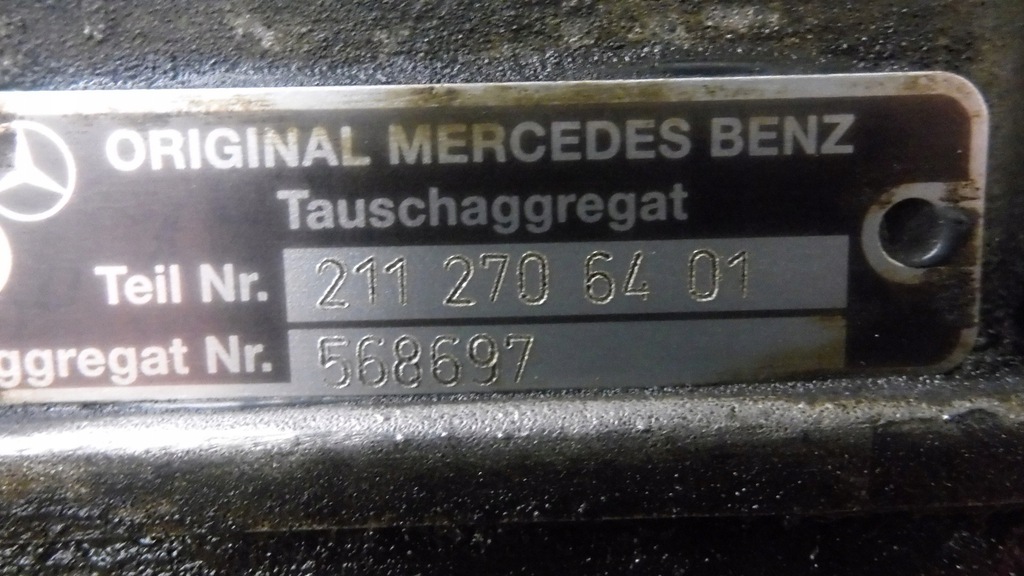 ORIGINAL MERCEDES BENZ
Tauschaggregat
Teil Nr. 211 270 64 01
ggregat Nr. 568697